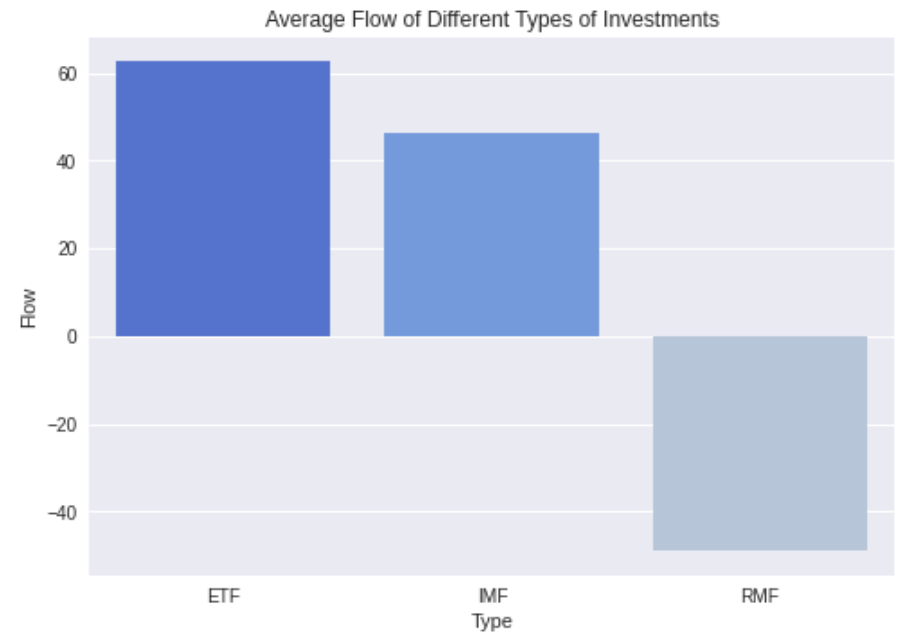 Average Flow of Different Types of Investments
60
40
20
0
−20
−40
Flow
ETF IMF RMF
Type